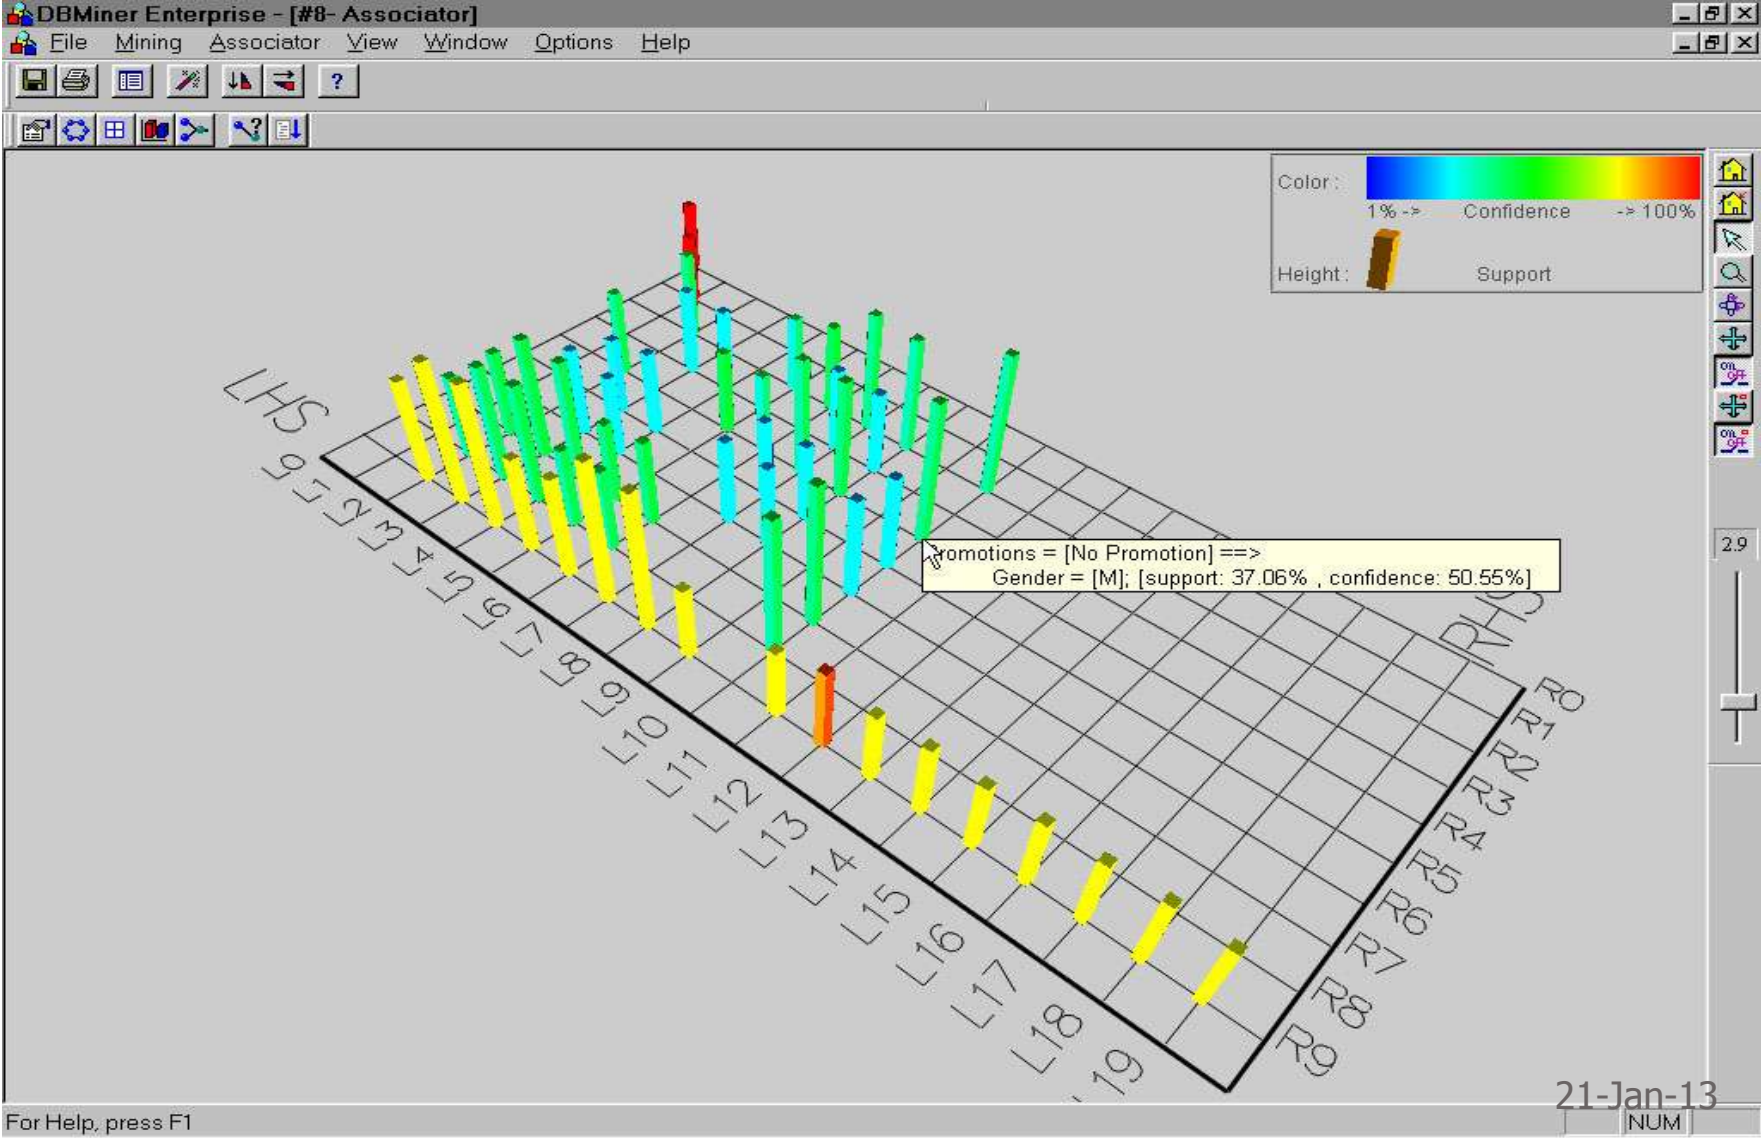 DBMiner Enterprise - [#8- Associator]
File Mining Associator View Window Options Help
Color :
1% -> Confidence -> 100%
Height : Support
LHS
2.9
romotions = [No Promotion] ==>
Gender = [M]; [support: 37.06% , confidence: 50.55%]
RHS
L2
L3
L4
L5
L6
L7
L8
L9
L10
L11
L12
L13
L14
L15
L16
L17
L18
19
R0
R1
R2
R3
R4
R5
R6
R7
R8
R9
21-Jan-13
For Help, press F1
NUM